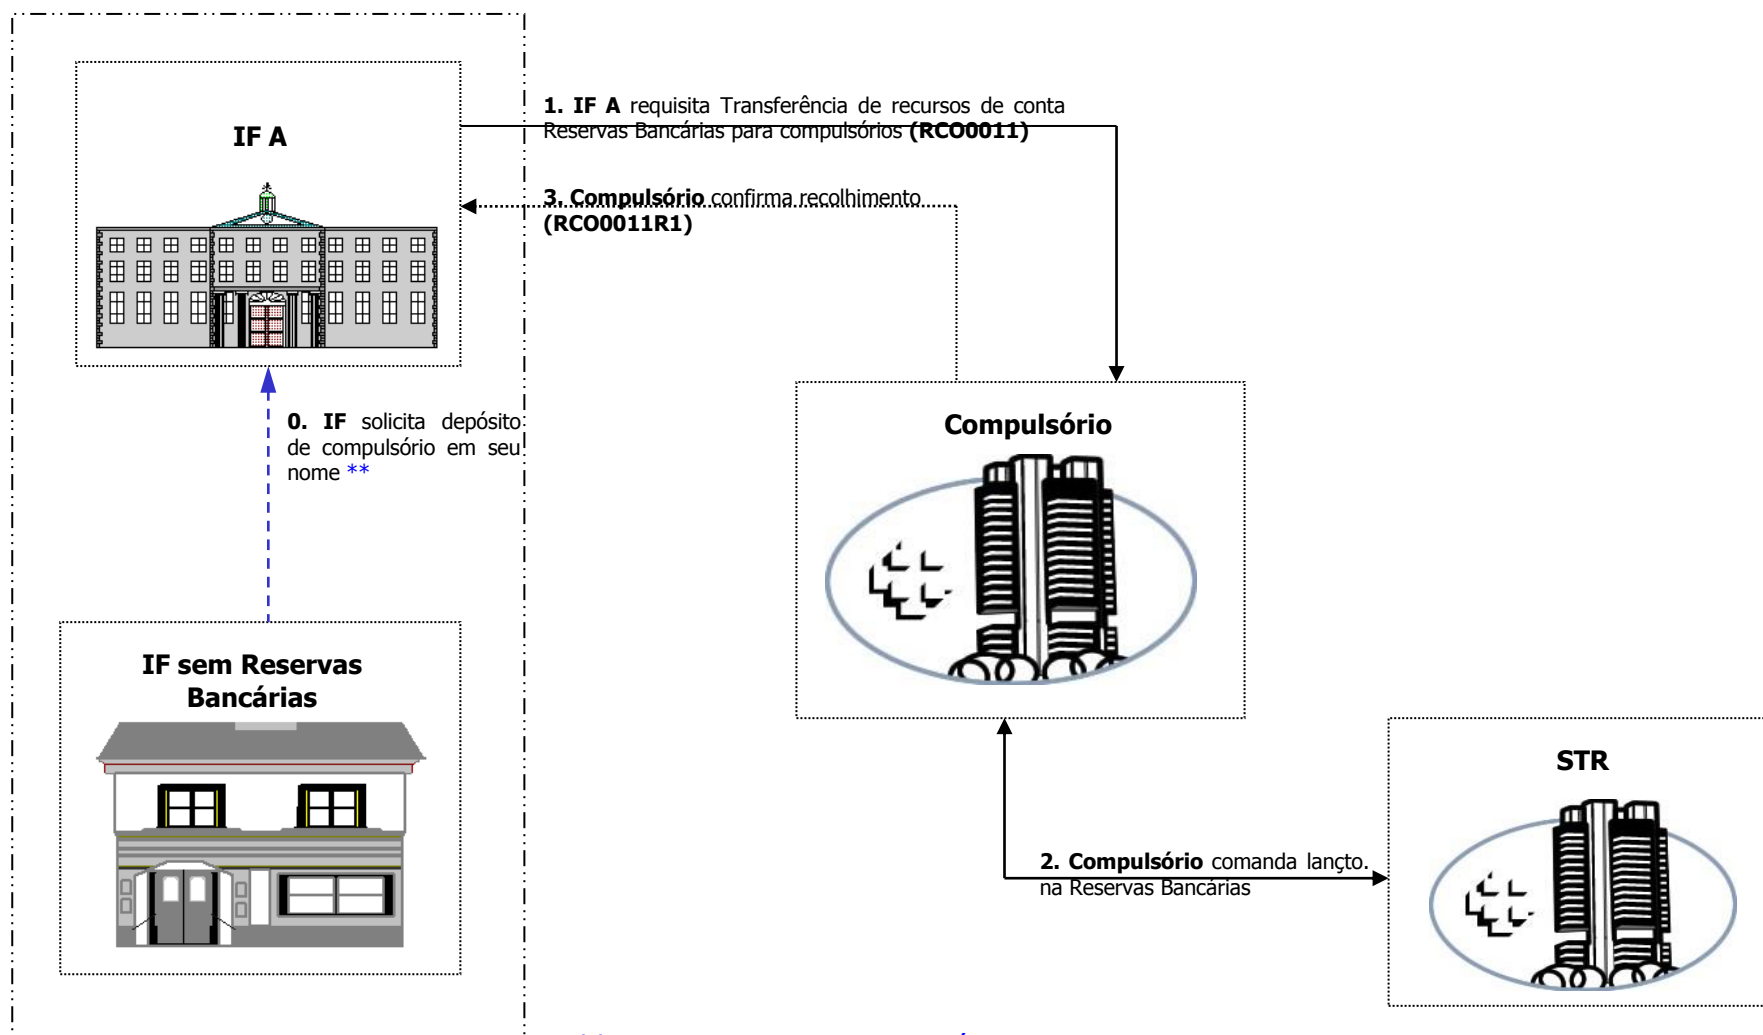 IF A
1. IF A requisita Transferência de recursos de conta
Reservas Bancárias para compulsórios (RCO0011)
3. Compulsório confirma recolhimento
(RCO0011R1)
0. IF solicita depósito
de compulsório em seu
nome **
Compulsório
IF sem Reservas
Bancárias
STR
2. Compulsório comanda lançto.
na Reservas Bancárias